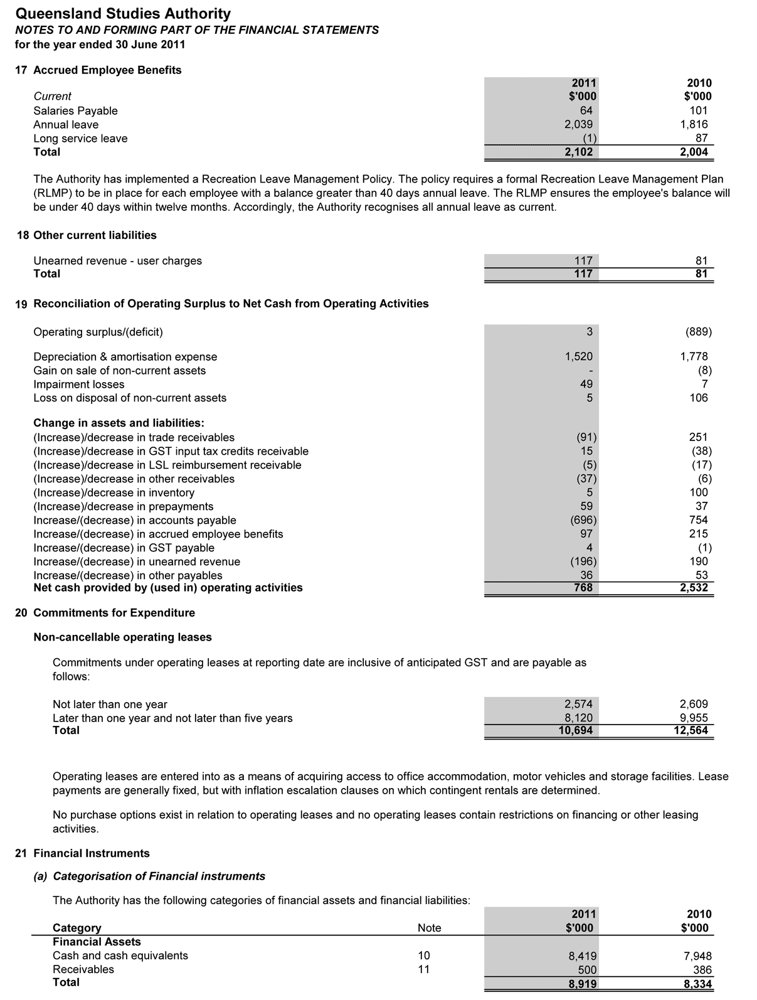 Queensland Studies Authority
NOTES TO AND FORMING PART OF THE FINANCIAL STATEMENTS
for the year ended 30 June 2011
17 Accrued Employee Benefits
2011 2010
Current $'000 $'000
Salaries Payable 64 101
Annual leave 2,039 1,816
Long service leave (1) 87
Total 2,102 2,004
The Authority has implemented a Recreation Leave Management Policy. The policy requires a formal Recreation Leave Management Plan
(RLMP) to be in place for each employee with a balance greater than 40 days annual leave. The RLMP ensures the employee's balance will
be under 40 days within twelve months. Accordingly, the Authority recognises all annual leave as current.
18 Other current liabilities
Unearned revenue - user charges 117 81
Total 117 81
19 Reconciliation of Operating Surplus to Net Cash from Operating Activities
Operating surplus/(deficit) 3 (889)
Depreciation & amortisation expense 1,520 1,778
Gain on sale of non-current assets - (8)
Impairment losses 49 7
Loss on disposal of non-current assets 5 106
Change in assets and liabilities:
(Increase)/decrease in trade receivables (91) 251
(Increase)/decrease in GST input tax credits receivable 15 (38)
(Increase)/decrease in LSL reimbursement receivable (5) (17)
(Increase)/decrease in other receivables (37) (6)
(Increase)/decrease in inventory 5 100
(Increase)/decrease in prepayments 59 37
Increase/(decrease) in accounts payable (696) 754
Increase/(decrease) in accrued employee benefits 97 215
Increase/(decrease) in GST payable 4 (1)
Increase/(decrease) in unearned revenue (196) 190
Increase/(decrease) in other payables 36 53
Net cash provided by (used in) operating activities 768 2,532
20 Commitments for Expenditure
Non-cancellable operating leases
Commitments under operating leases at reporting date are inclusive of anticipated GST and are payable as
follows:
Not later than one year 2,574 2,609
Later than one year and not later than five years 8,120 9,955
Total 10,694 12,564
Operating leases are entered into as a means of acquiring access to office accommodation, motor vehicles and storage facilities. Lease
payments are generally fixed, but with inflation escalation clauses on which contingent rentals are determined.
No purchase options exist in relation to operating leases and no operating leases contain restrictions on financing or other leasing
activities.
21 Financial Instruments
(a) Categorisation of Financial instruments
The Authority has the following categories of financial assets and financial liabilities:
2011 2010
Category Note $'000 $'000
Financial Assets
Cash and cash equivalents 10 8,419 7,948
Receivables 11 500 386
Total 8,919 8,334